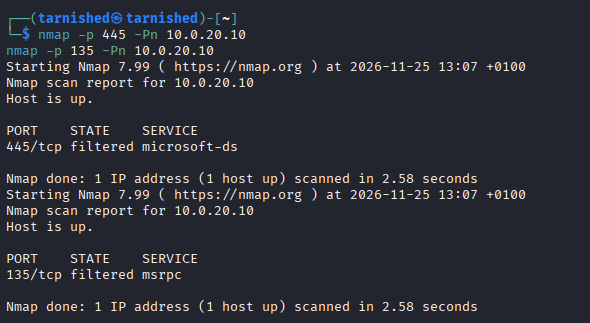 ┌──(tarnished㉿tarnished)-[~]
└─$ nmap -p 445 -Pn 10.0.20.10
nmap -p 135 -Pn 10.0.20.10
Starting Nmap 7.99 ( https://nmap.org ) at 2026-11-25 13:07 +0100
Nmap scan report for 10.0.20.10
Host is up.

PORT    STATE    SERVICE
445/tcp filtered microsoft-ds

Nmap done: 1 IP address (1 host up) scanned in 2.58 seconds
Starting Nmap 7.99 ( https://nmap.org ) at 2026-11-25 13:07 +0100
Nmap scan report for 10.0.20.10
Host is up.

PORT    STATE    SERVICE
135/tcp filtered msrpc

Nmap done: 1 IP address (1 host up) scanned in 2.58 seconds